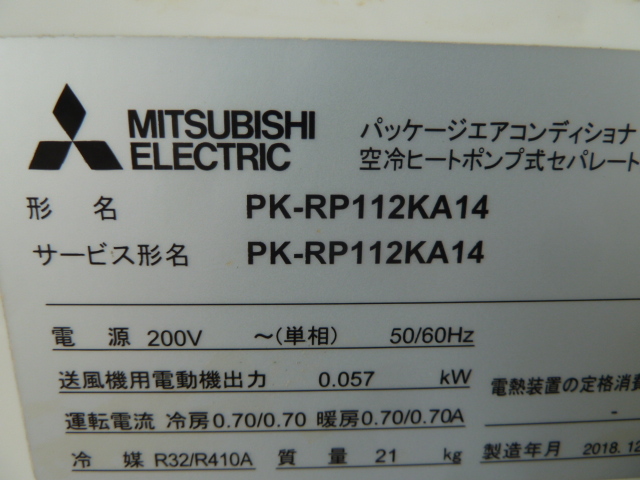 MITSUBISHI
ELECTRIC
パッケージエアコンディショナ
空冷ヒートポンプ式セパレート
形 名 PK-RP112KA14
サービス形名 PK-RP112KA14
電 源 200V ～(単相) 50/60Hz
送風機用電動機出力 0.057 kW
電熱装置の定格消費
運転電流 冷房0.70/0.70 暖房0.70/0.70A
-
冷 媒 R32/R410A 質 量 21 kg 製造年月 2018.12